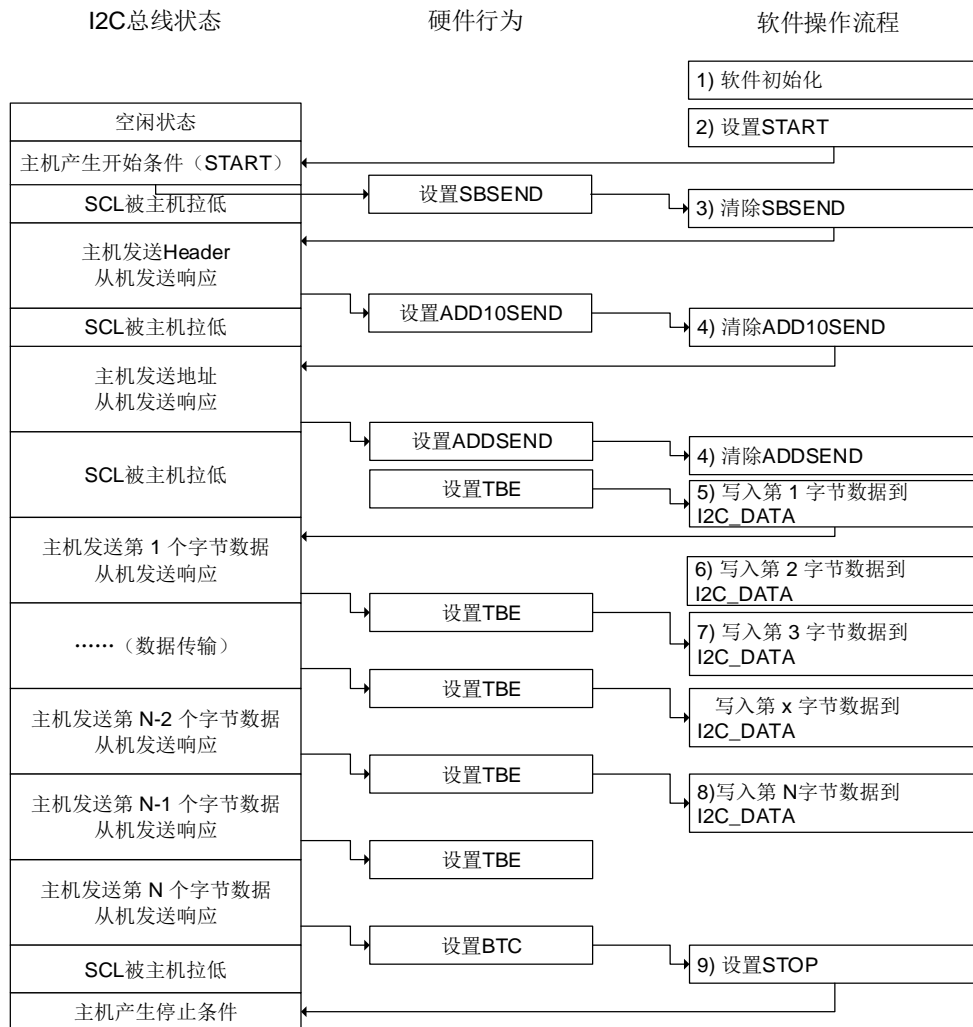 I2C总线状态 硬件行为 软件操作流程
1) 软件初始化
空闲状态
2) 设置START
主机产生开始条件（START）
SCL被主机拉低
设置SBSEND
3) 清除SBSEND
主机发送Header
从机发送响应
设置ADD10SEND
4) 清除ADD10SEND
SCL被主机拉低
主机发送地址
从机发送响应
设置ADDSEND
4) 清除ADDSEND
SCL被主机拉低
设置TBE
5) 写入第 1 字节数据到
I2C_DATA
主机发送第 1 个字节数据
从机发送响应
6) 写入第 2 字节数据到
I2C_DATA
设置TBE
7) 写入第 3 字节数据到
I2C_DATA
……（数据传输）
设置TBE
写入第 x 字节数据到
I2C_DATA
主机发送第 N-2 个字节数据
从机发送响应
设置TBE
8)写入第 N字节数据到
I2C_DATA
主机发送第 N-1 个字节数据
从机发送响应
设置TBE
主机发送第 N 个字节数据
从机发送响应
设置BTC
9) 设置STOP
SCL被主机拉低
主机产生停止条件